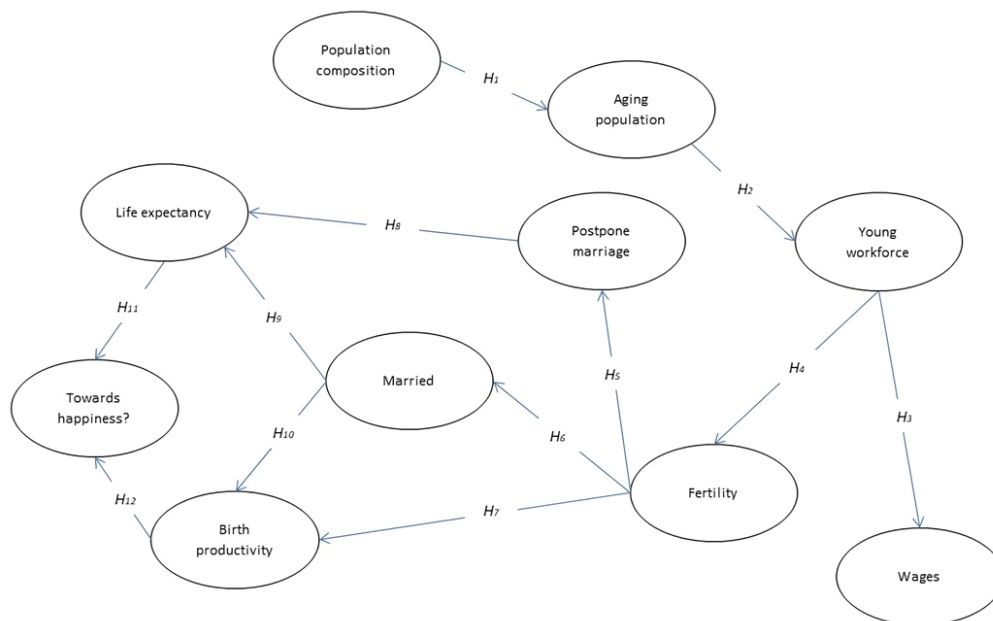 Population
composition
H1
Aging
population
H2
Life expectancy
H8
Postpone
marriage
Young
workforce
H11
H9
Married
H5
H4
Towards
happiness?
H10
H6
H3
H12
Birth
productivity
H7
Fertility
Wages